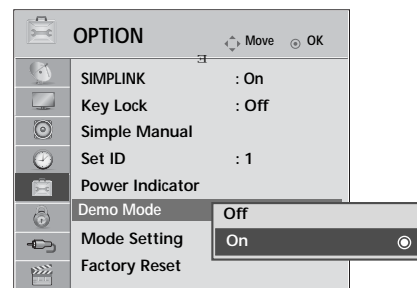 OPTION
Move OK
E
SIMPLINK : On
Key Lock : Off
Simple Manual
Set ID : 1
Power Indicator
Demo Mode
Off
Mode Setting
On
Factory Reset